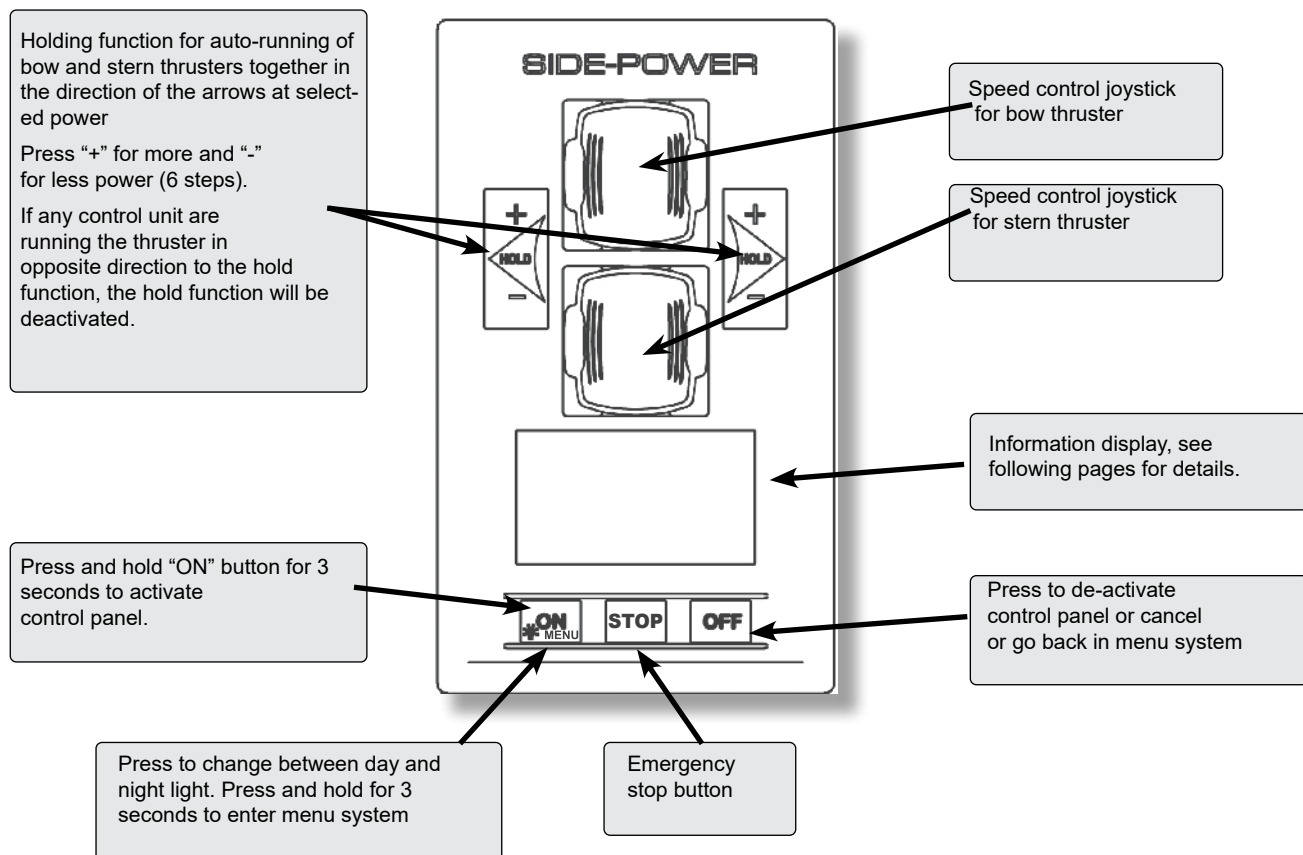 Holding function for auto-running of
bow and stern thrusters together in
the direction of the arrows at select-
ed power
Press “+” for more and “-”
for less power (6 steps).
If any control unit are
running the thruster in
opposite direction to the hold
function, the hold function will be
deactivated.
SIDE-POWER
Speed control joystick
for bow thruster
Speed control joystick
for stern thruster
+
HOLD
-
+
HOLD
-
Information display, see
following pages for details.
Press and hold “ON” button for 3
seconds to activate
control panel.
ON
*MENU
STOP
OFF
Press to de-activate
control panel or cancel
or go back in menu system
Press to change between day and
night light. Press and hold for 3
seconds to enter menu system
Emergency
stop button